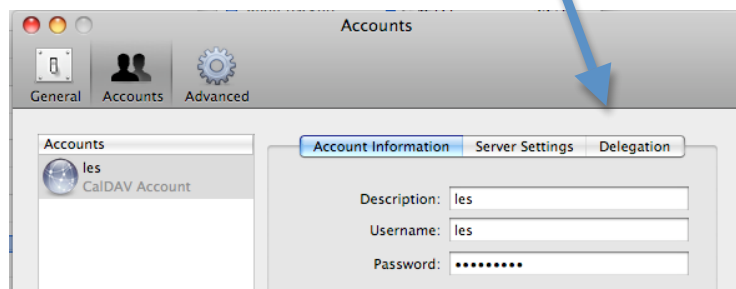 Accounts
General Accounts Advanced
Accounts
les
CalDAV Account
Account Information Server Settings Delegation
Description: les
Username: les
Password: •••••••••